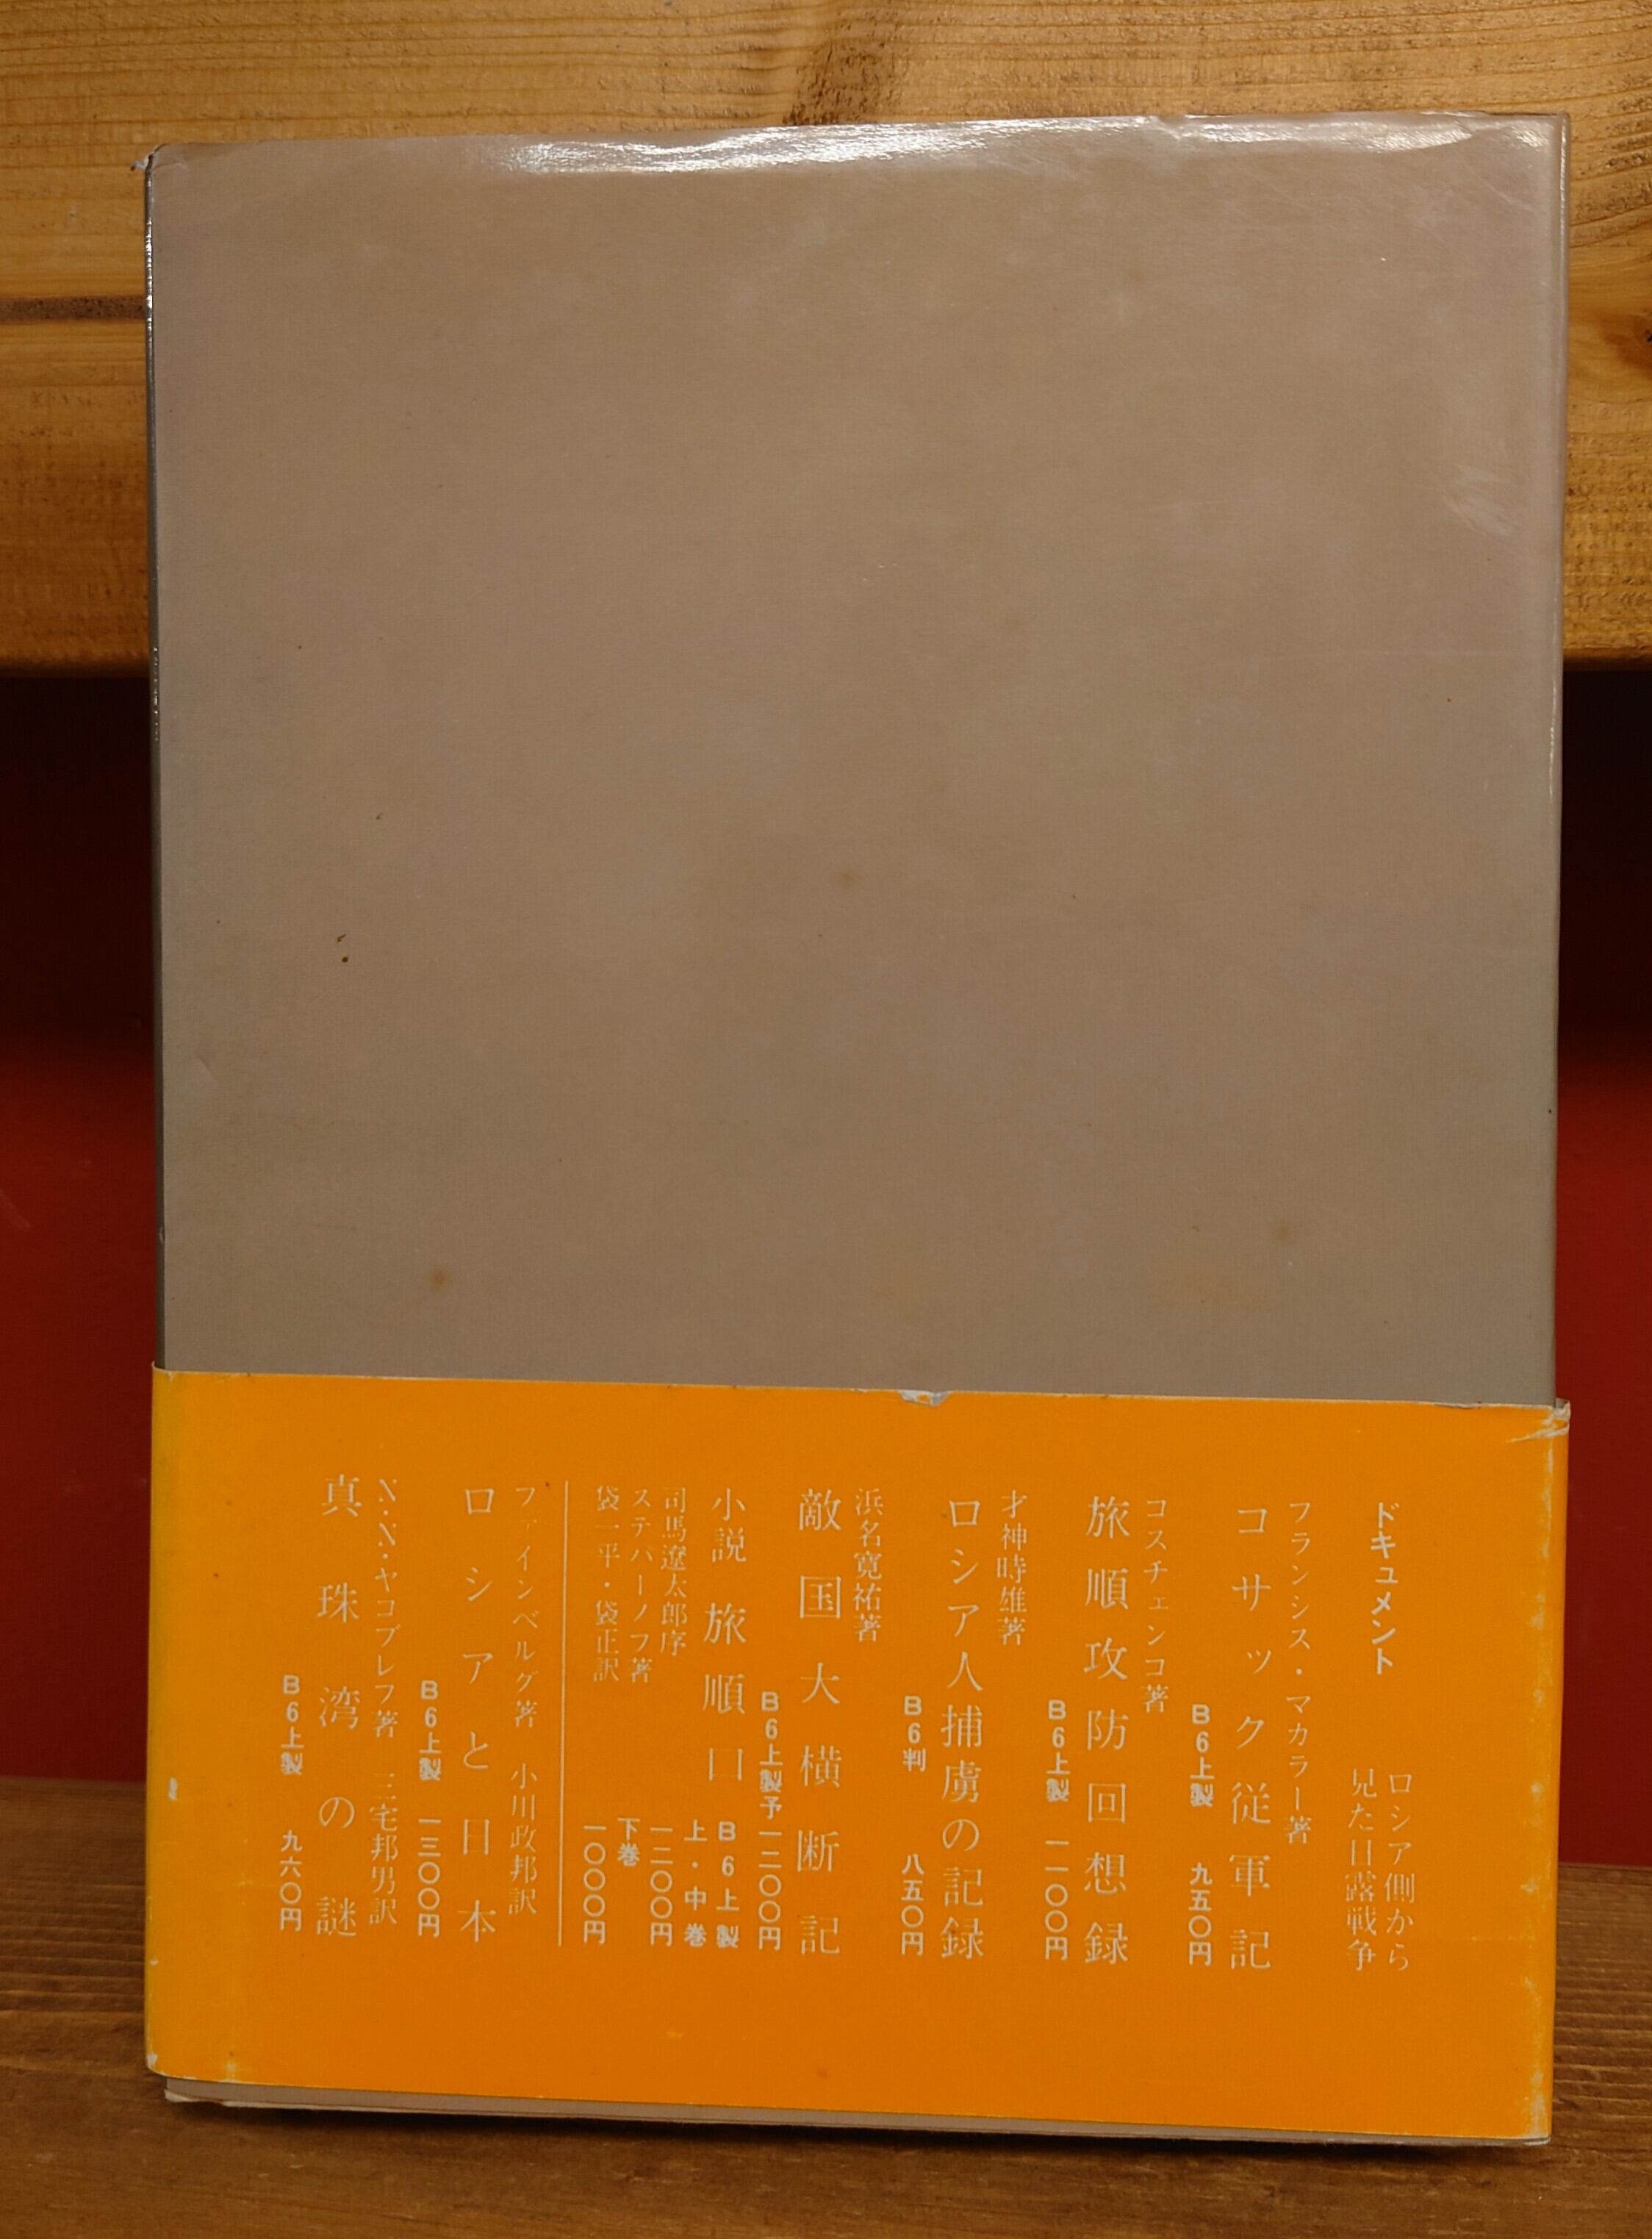 ドキュメント
ロシア側から
見た日露戦争
フランシス・マカラー著
コサック従軍記
B6上製 九五〇円
コスチェンコ著
旅順攻防回想録
B6上製 一一〇〇円
才神時雄著
ロシア人捕虜の記録
B6判 八五〇円
浜名寛祐著
敵国大横断記
B6上製予一二〇〇円
小説 旅順口 B6上製
上・中巻
司馬遼太郎序
一二〇〇円
ステパーノフ著
下巻
袋一平・袋正訳
一〇〇〇円
ファインベルグ著 小川政邦訳
ロシアと日本
B6上製 一三〇〇円
N・N・ヤコブレフ著 三宅邦男訳
真珠湾の謎
B6上製 九六〇円